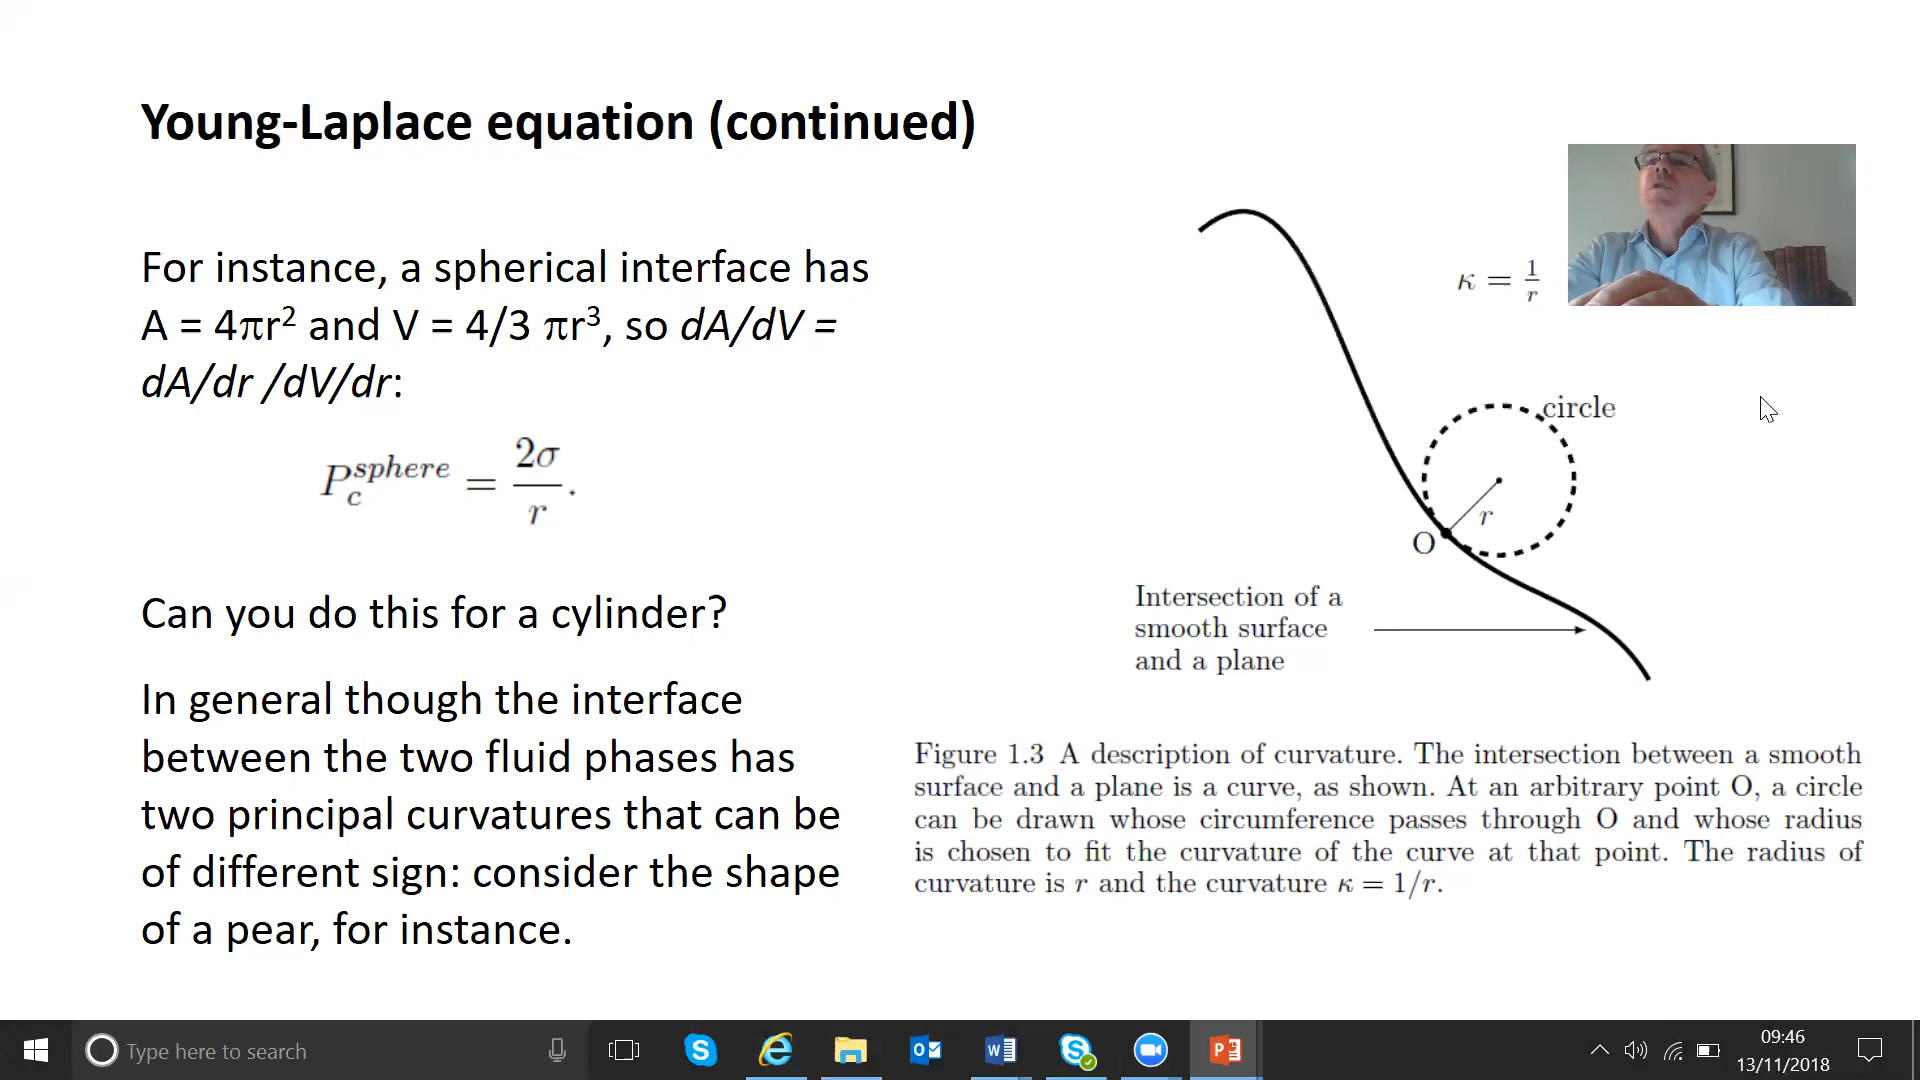 Young-Laplace equation (continued)
For instance, a spherical interface has
A = 4πr² and V = 4/3 πr³, so dA/dV =
dA/dr /dV/dr:
P_c^{sphere} = \frac{2σ}{r}.
Can you do this for a cylinder?
In general though the interface
between the two fluid phases has
two principal curvatures that can be
of different sign: consider the shape
of a pear, for instance.
κ = \frac{1}{r}
circle
r
O
Intersection of a
smooth surface
and a plane
Figure 1.3 A description of curvature. The intersection between a smooth
surface and a plane is a curve, as shown. At an arbitrary point O, a circle
can be drawn whose circumference passes through O and whose radius
is chosen to fit the curvature of the curve at that point. The radius of
curvature is r and the curvature κ = 1/r.
Type here to search
09:46
13/11/2018